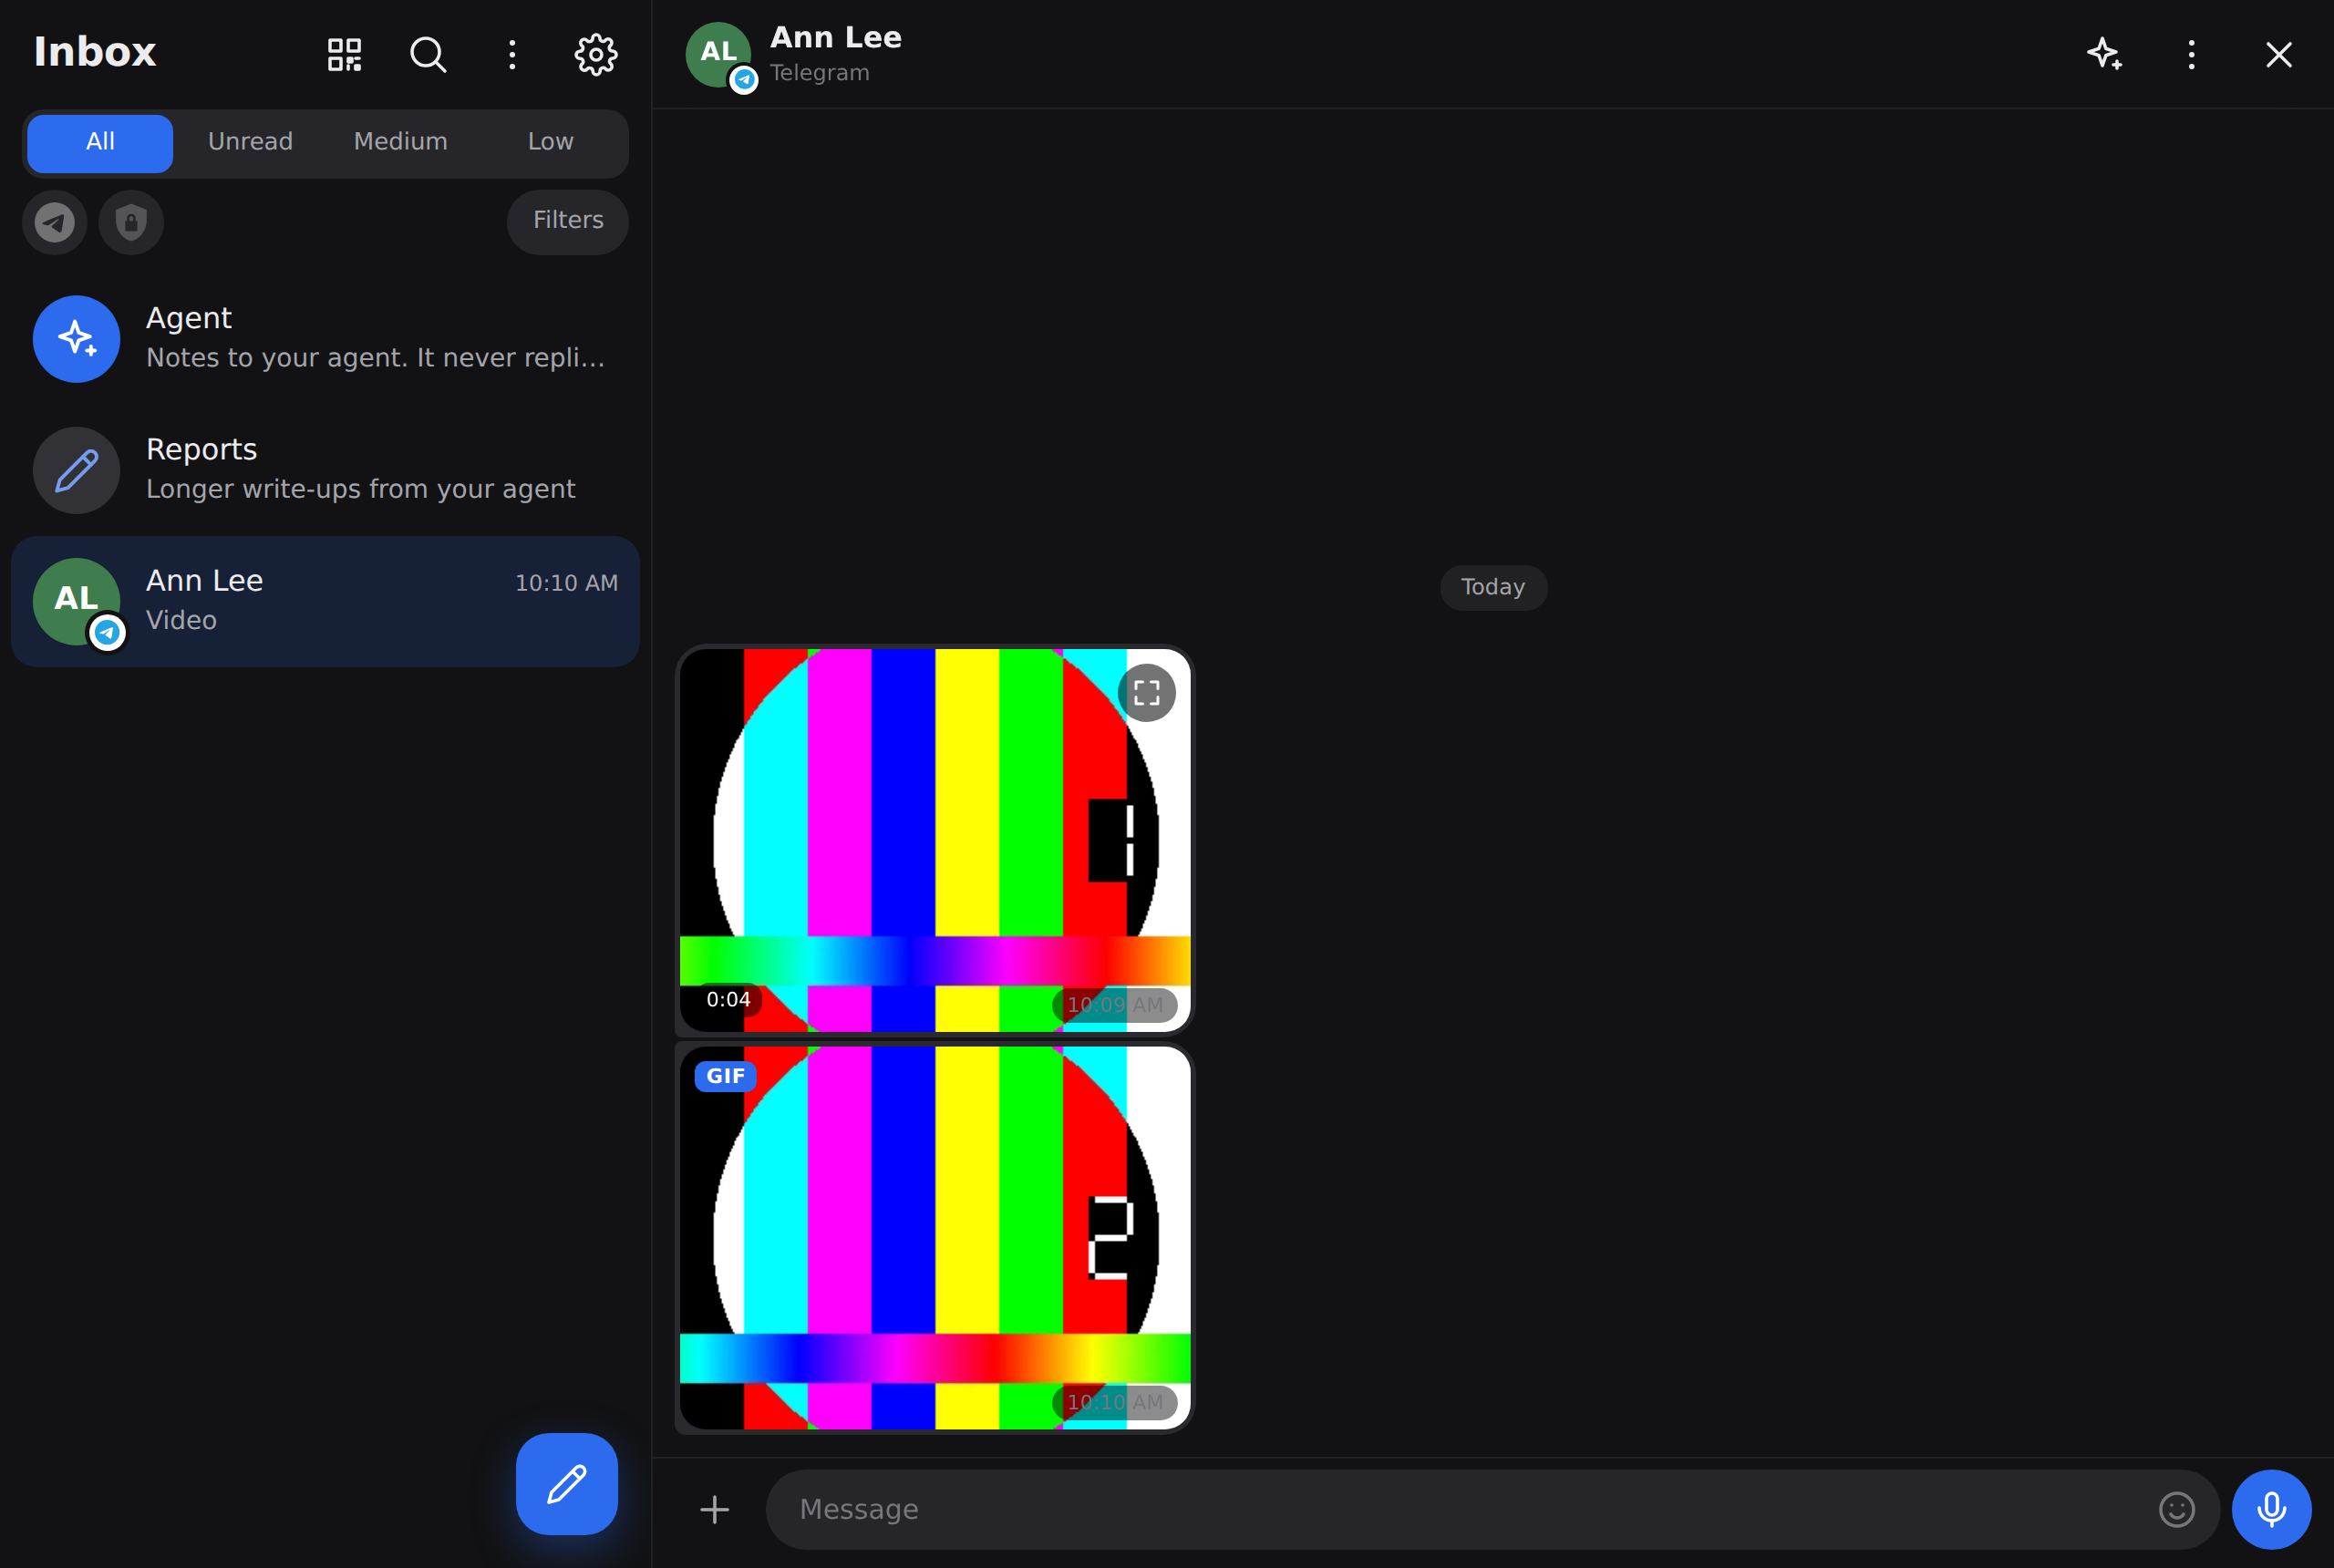 Inbox
All
Unread
Medium
Low
Filters
Agent
Notes to your agent. It never repli...
Reports
Longer write-ups from your agent
AL
Ann Lee
10:10 AM
Video
AL
Ann Lee
Telegram
Today
1
0:04
10:09 AM
GIF
2
10:10 AM
Message